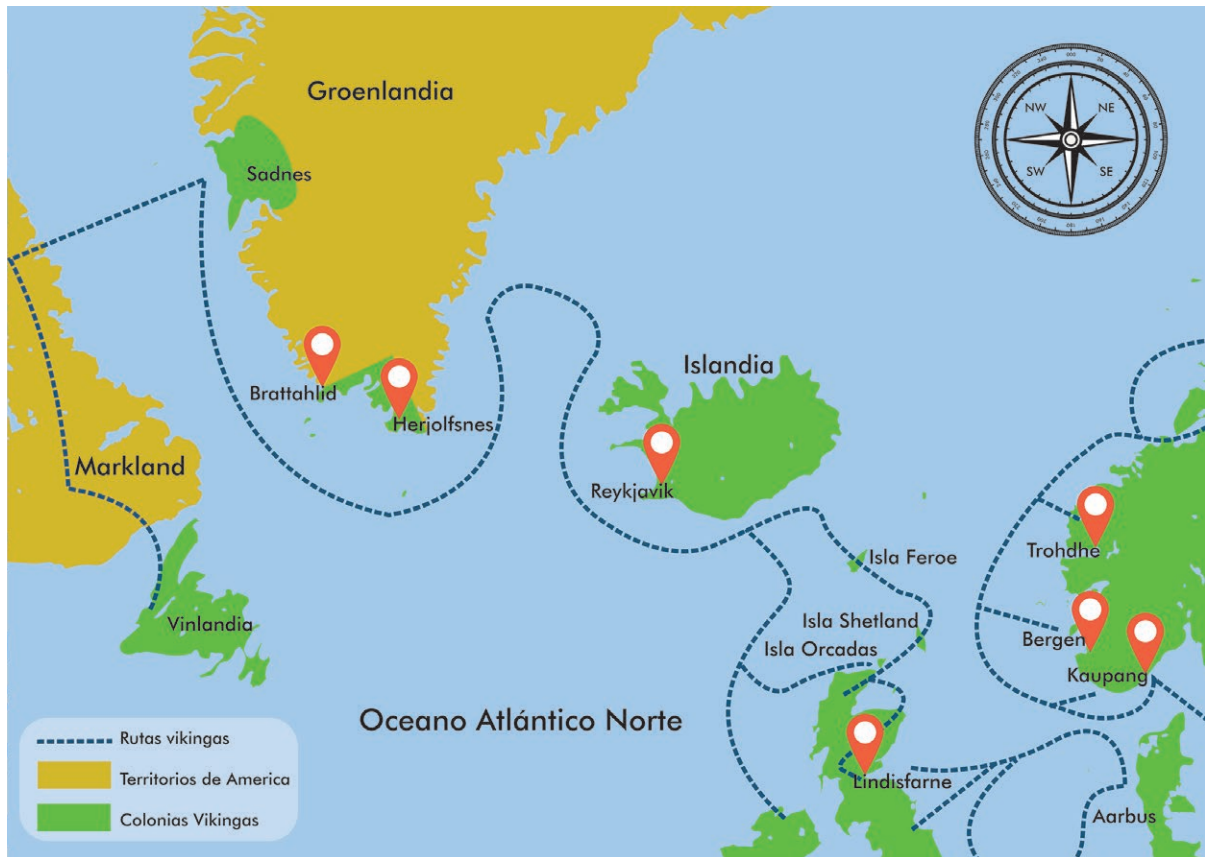 Groenlandia
NW
NE
SW
SE
Sadnes
Brattahlid
Herjolfsnes
Islandia
Reykjavik
Markland
Vinlandia
Isla Feroe
Isla Shetland
Isla Orcadas
Trohdhe
Bergen
Kaupang
Oceano Atlántico Norte
Lindisfarne
Aarbus
Rutas vikingas
Territorios de America
Colonias Vikingas